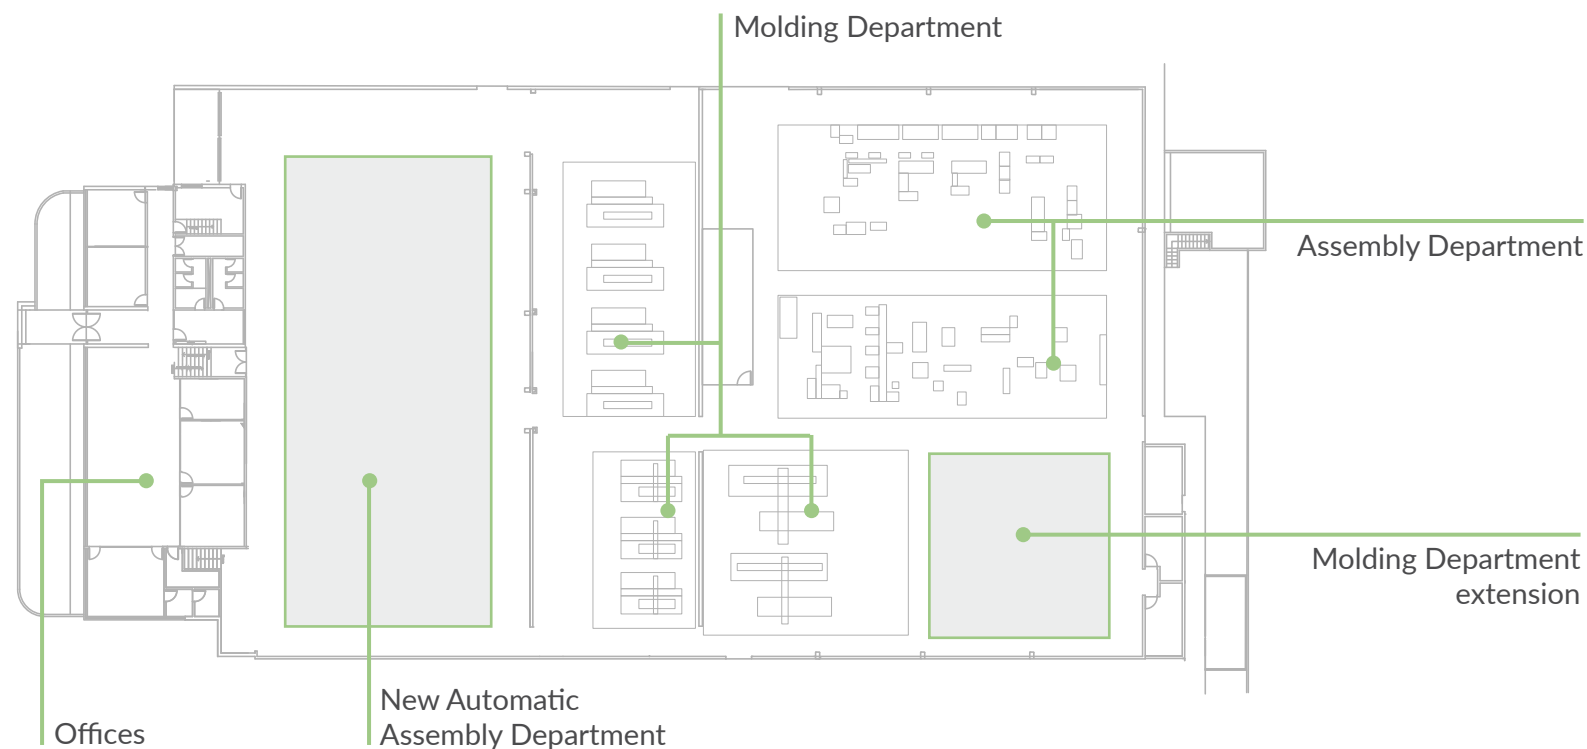 Molding Department
Assembly Department
Molding Department
extension
New Automatic
Assembly Department
Offices